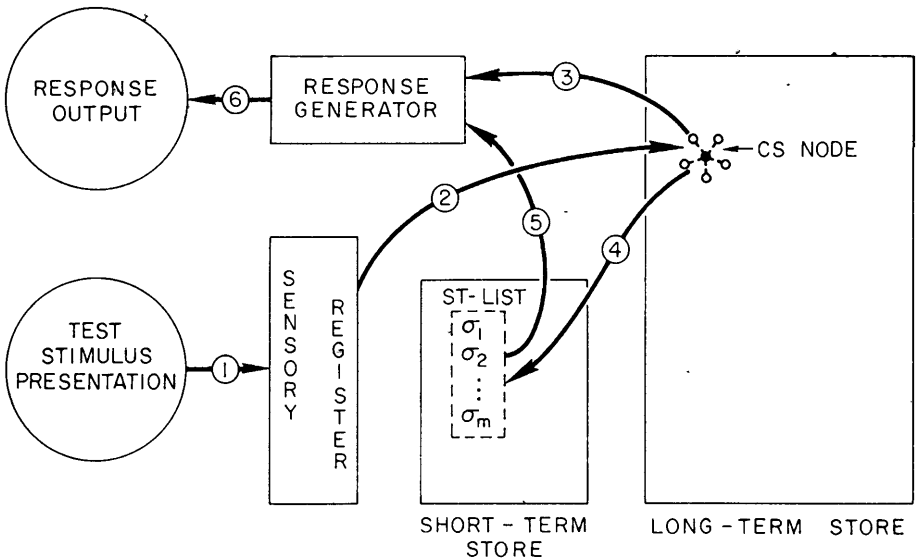 RESPONSE
OUTPUT
6
RESPONSE
GENERATOR
3
CS NODE
2
5
4
TEST
STIMULUS
PRESENTATION
1
SENSORY
REGISTER
ST-LIST
σ1
σ2
⋮
σm
SHORT-TERM
STORE
LONG-TERM STORE